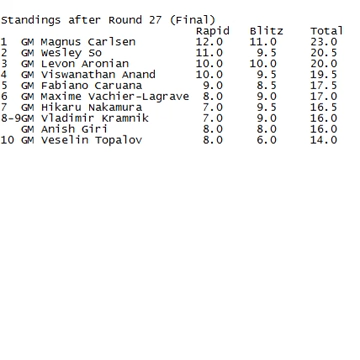 Standings after Round 27 (Final)
Rapid Blitz Total
1 GM Magnus Carlsen 12.0 11.0 23.0
2 GM Wesley So 11.0 9.5 20.5
3 GM Levon Aronian 10.0 10.0 20.0
4 GM Viswanathan Anand 10.0 9.5 19.5
5 GM Fabiano Caruana 9.0 8.5 17.5
6 GM Maxime Vachier-Lagrave 8.0 9.0 17.0
7 GM Hikaru Nakamura 7.0 9.5 16.5
8-9GM Vladimir Kramnik 7.0 9.0 16.0
GM Anish Giri 8.0 8.0 16.0
10 GM Veselin Topalov 8.0 6.0 14.0